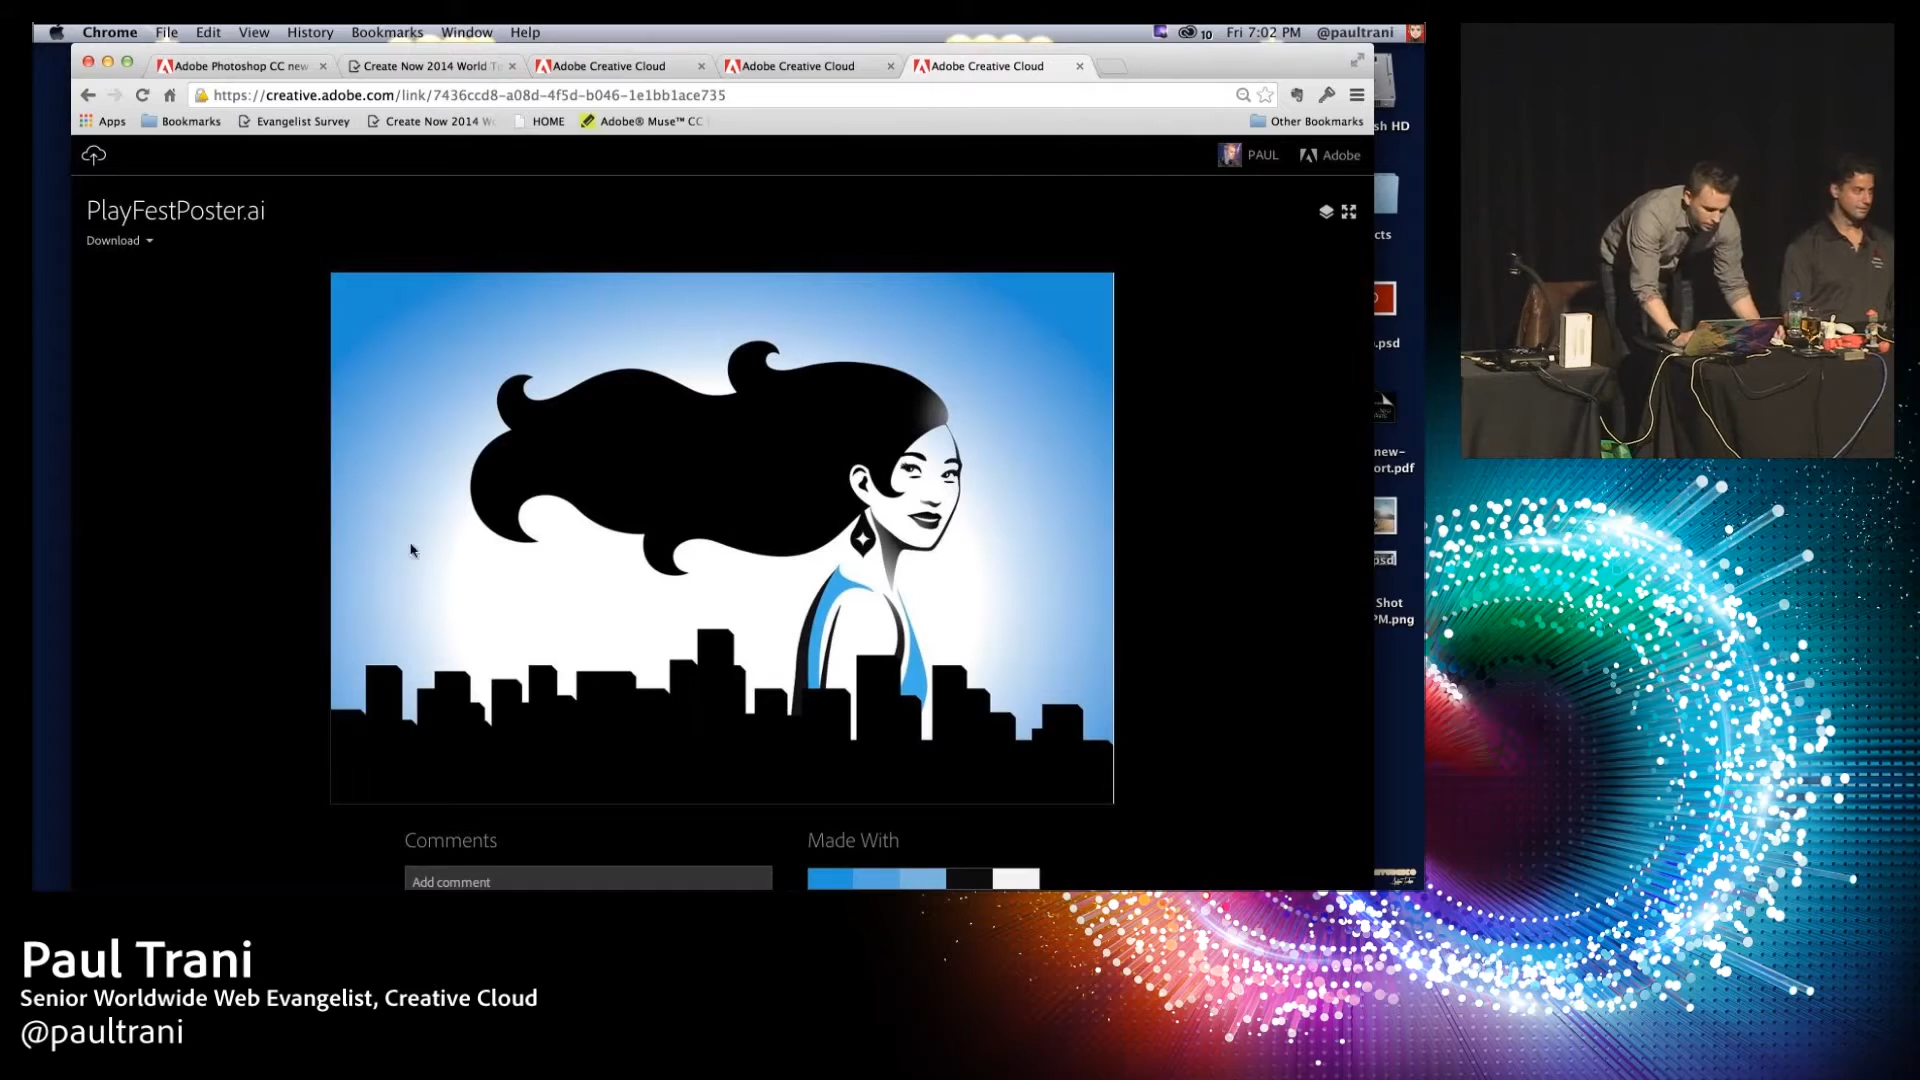 Chrome File Edit View History Bookmarks Window Help
10 Fri 7:02 PM @paultrani
Adobe Photoshop CC new
Create Now 2014 World
Adobe Creative Cloud
Adobe Creative Cloud
Adobe Creative Cloud
https://creative.adobe.com/link/7436ccd8-a08d-4f5d-b046-1e1bb1ace735
Apps Bookmarks Evangelist Survey Create Now 2014 HOME Adobe® Muse™ CC Other Bookmarks
sh HD
PAUL Adobe
PlayFestPoster.ai
Download
cts
.psd
new-
ort.pdf
psd
Shot
PM.png
Comments
Made With
Add comment
Paul Trani
Senior Worldwide Web Evangelist, Creative Cloud
@paultrani